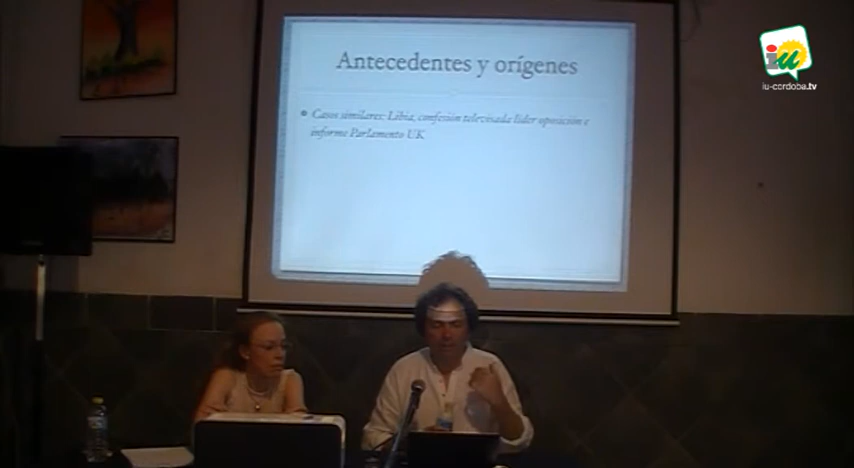 Antecedentes y orígenes
Casos similares: Libia, confesión televisada líder oposición e
informe Parlamento UK
iu
iu-cordoba.tv